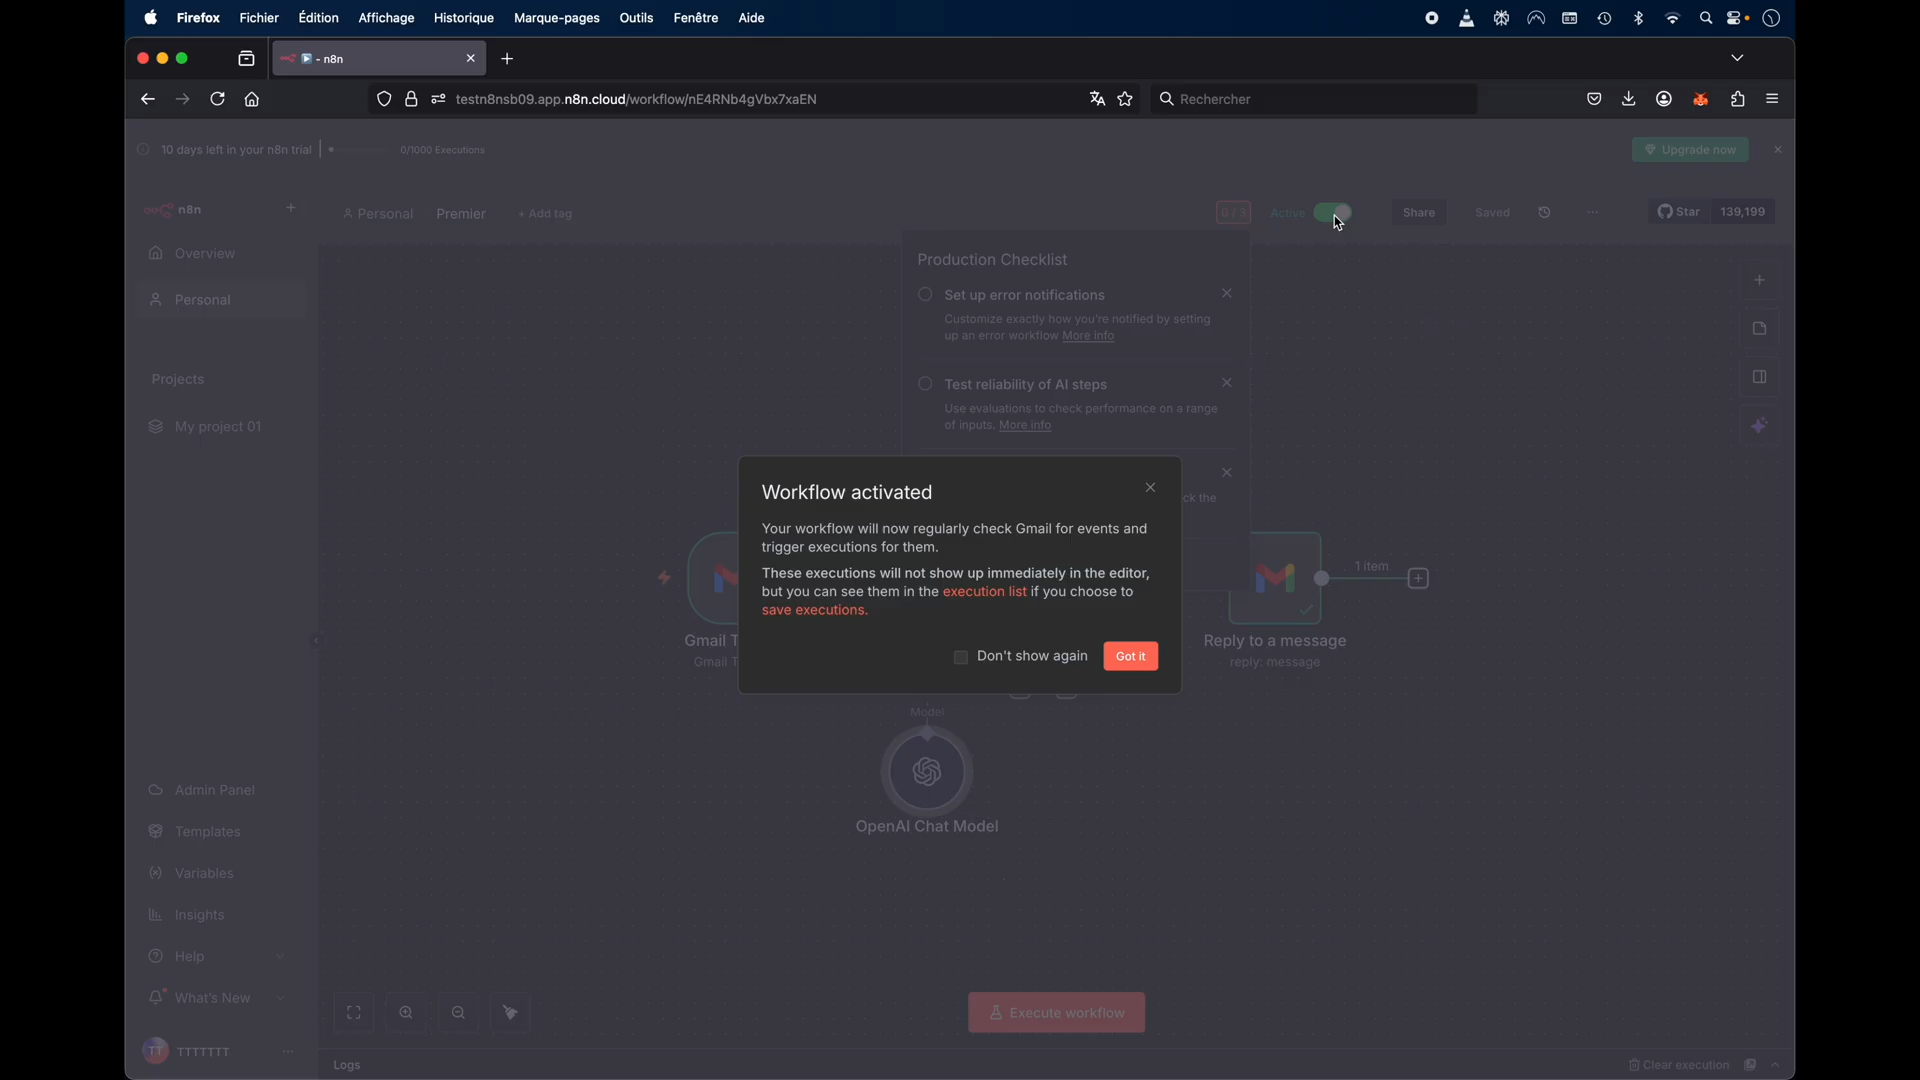 Firefox Fichier Édition Affichage Historique Marque-pages Outils Fenêtre Aide
- n8n
testn8nsb09.app.n8n.cloud/workflow/nE4RNb4gVbx7xaEN
Rechercher
10 days left in your n8n trial
0/1000 Executions
Upgrade now
n8n
Personal
Premier
+ Add tag
0 / 3
Active
Share
Saved
Star
139,199
Overview
Personal
Projects
My project 01
Production Checklist
Set up error notifications
Customize exactly how you're notified by setting
up an error workflow More info
Test reliability of AI steps
Use evaluations to check performance on a range
of inputs. More info
ck the
Workflow activated
Your workflow will now regularly check Gmail for events and
trigger executions for them.
These executions will not show up immediately in the editor,
but you can see them in the execution list if you choose to
save executions.
Don't show again
Got it
Gmail T
Gmail T
1 item
Reply to a message
reply: message
Model
OpenAI Chat Model
Admin Panel
Templates
Variables
Insights
Help
What's New
TT
TTTTTTT
Execute workflow
Logs
Clear execution